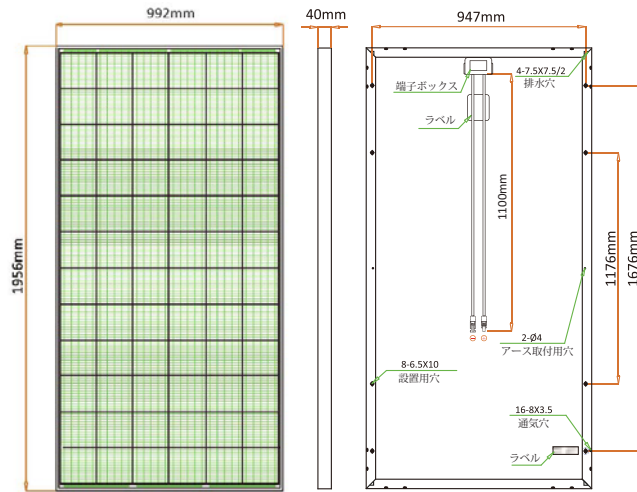 992mm
40mm
947mm
4-7.5X7.5/2
排水穴
端子ボックス
ラベル
1100mm
1956mm
1176mm
1676mm
2-Ø4
アース取付用穴
8-6.5X10
設置用穴
16-8X3.5
通気穴
ラベル